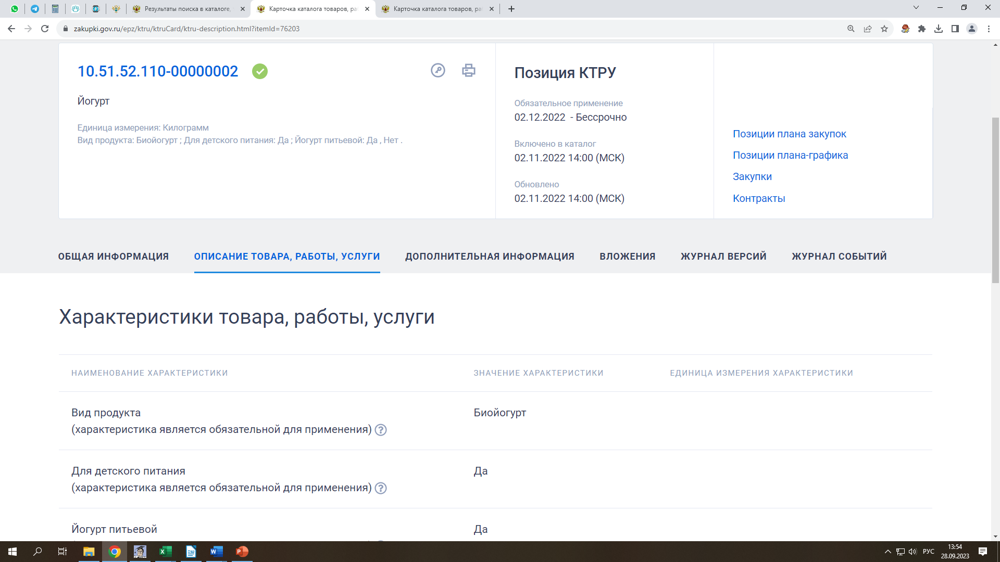 Результаты поиска в каталоге,
Карточка каталога товаров, ра
Карточка каталога товаров, ра
zakupki.gov.ru/epz/ktru/ktruCard/ktru-description.html?itemId=76203
10.51.52.110-00000002
Йогурт
Единица измерения: Килограмм
Вид продукта: Биойогурт ; Для детского питания: Да ; Йогурт питьевой: Да , Нет .
Позиция КТРУ
Обязательное применение
02.12.2022 - Бессрочно
Включено в каталог
02.11.2022 14:00 (МСК)
Обновлено
02.11.2022 14:00 (МСК)
Позиции плана закупок
Позиции плана-графика
Закупки
Контракты
ОБЩАЯ ИНФОРМАЦИЯ
ОПИСАНИЕ ТОВАРА, РАБОТЫ, УСЛУГИ
ДОПОЛНИТЕЛЬНАЯ ИНФОРМАЦИЯ
ВЛОЖЕНИЯ
ЖУРНАЛ ВЕРСИЙ
ЖУРНАЛ СОБЫТИЙ
Характеристики товара, работы, услуги
НАИМЕНОВАНИЕ ХАРАКТЕРИСТИКИ
ЗНАЧЕНИЕ ХАРАКТЕРИСТИКИ
ЕДИНИЦА ИЗМЕРЕНИЯ ХАРАКТЕРИСТИКИ
Вид продукта
(характеристика является обязательной для применения)
Биойогурт
Для детского питания
(характеристика является обязательной для применения)
Да
Йогурт питьевой
Да
РУС
13:54
28.09.2023